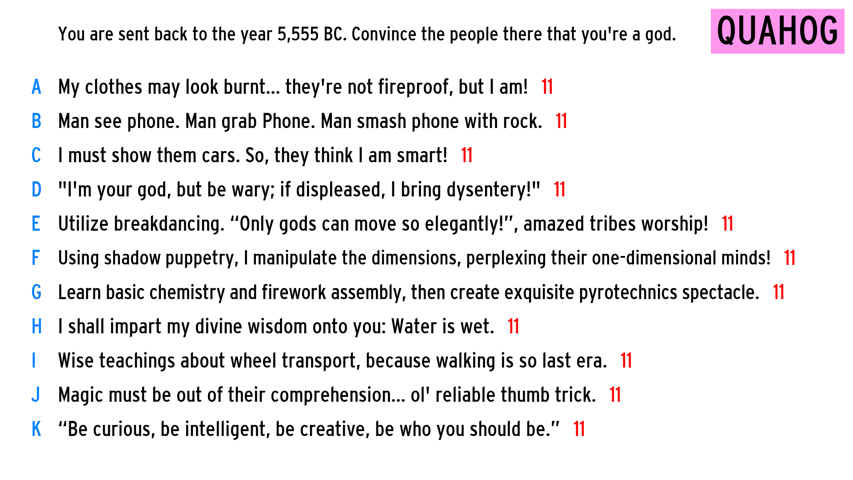 You are sent back to the year 5,555 BC. Convince the people there that you're a god.
QUAHOG
A My clothes may look burnt... they're not fireproof, but I am! 11
B Man see phone. Man grab Phone. Man smash phone with rock. 11
C I must show them cars. So, they think I am smart! 11
D "I'm your god, but be wary; if displeased, I bring dysentery!" 11
E Utilize breakdancing. “Only gods can move so elegantly!”, amazed tribes worship! 11
F Using shadow puppetry, I manipulate the dimensions, perplexing their one-dimensional minds! 11
G Learn basic chemistry and firework assembly, then create exquisite pyrotechnics spectacle. 11
H I shall impart my divine wisdom onto you: Water is wet. 11
I Wise teachings about wheel transport, because walking is so last era. 11
J Magic must be out of their comprehension... ol' reliable thumb trick. 11
K “Be curious, be intelligent, be creative, be who you should be.” 11